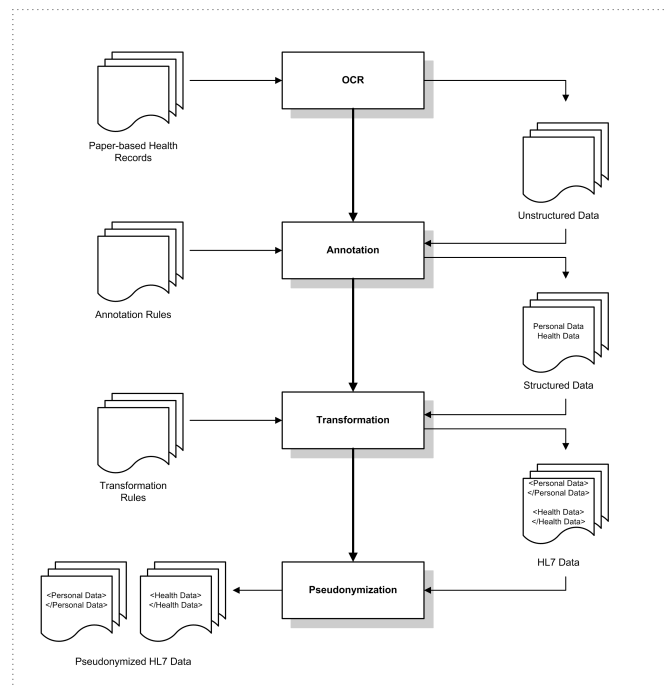 OCR
Paper-based Health
Records
Unstructured Data
Annotation
Annotation Rules
Personal Data
Health Data
Structured Data
Transformation
Transformation
Rules
<Personal Data>
</Personal Data>
<Health Data>
</Health Data>
HL7 Data
Pseudonymization
<Personal Data>
</Personal Data>
<Health Data>
</Health Data>
Pseudonymized HL7 Data